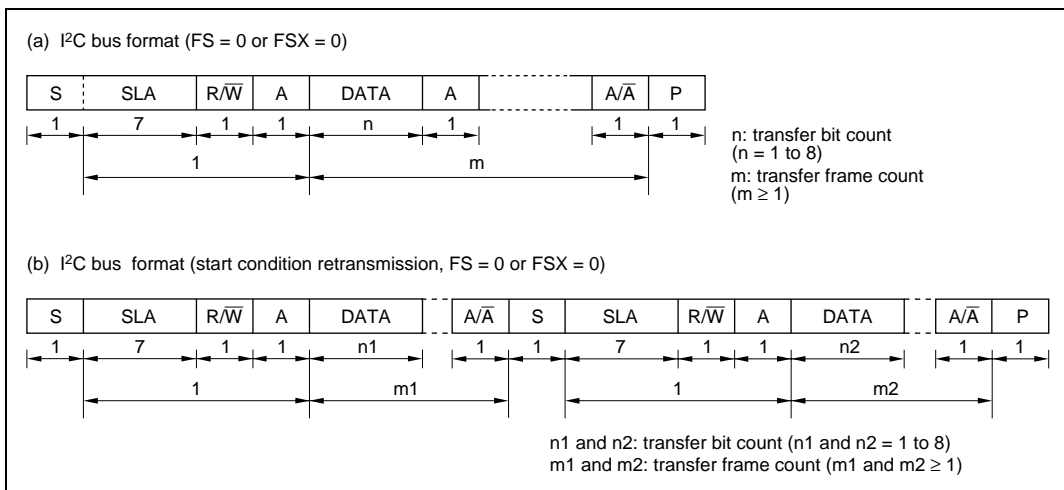 (a) I²C bus format (FS = 0 or FSX = 0)
S SLA R/W̅ A DATA A A/A̅ P
1 7 1 1 n 1 1 1
1 m
n: transfer bit count
(n = 1 to 8)
m: transfer frame count
(m ≥ 1)
(b) I²C bus format (start condition retransmission, FS = 0 or FSX = 0)
S SLA R/W̅ A DATA A/A̅ S SLA R/W̅ A DATA A/A̅ P
1 7 1 1 n1 1 1 7 1 1 n2 1 1
1 m1 1 m2
n1 and n2: transfer bit count (n1 and n2 = 1 to 8)
m1 and m2: transfer frame count (m1 and m2 ≥ 1)